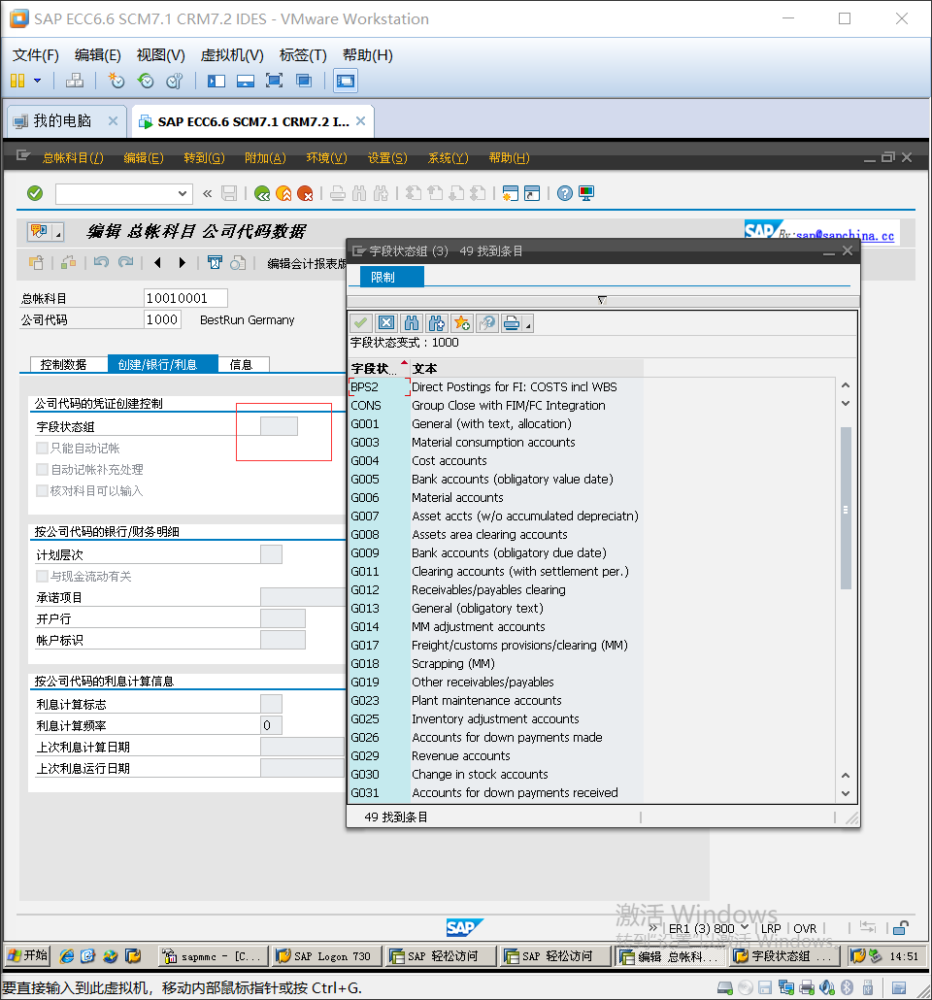 SAP ECC6.6 SCM7.1 CRM7.2 IDES - VMware Workstation
文件(F) 编辑(E) 视图(V) 虚拟机(V) 标签(T) 帮助(H)
我的电脑 SAP ECC6.6 SCM7.1 CRM7.2 I...
总帐科目(/) 编辑(E) 转到(G) 附加(A) 环境(V) 设置(S) 系统(Y) 帮助(H)
编辑 总帐科目 公司代码数据
SAP By:sap@sapchina.cc
编辑会计报表版
总帐科目 10010001
公司代码 1000 BestRun Germany
控制数据 创建/银行/利息 信息
公司代码的凭证创建控制
字段状态组
只能自动记帐
自动记帐补充处理
核对科目可以输入
按公司代码的银行/财务明细
计划层次
与现金流动有关
承诺项目
开户行
帐户标识
按公司代码的利息计算信息
利息计算标志
利息计算频率 0
上次利息计算日期
上次利息运行日期
字段状态组 (3) 49 找到条目
限制
字段状态变式：1000
字段状... 文本
BPS2 Direct Postings for FI: COSTS incl WBS
CONS Group Close with FIM/FC Integration
G001 General (with text, allocation)
G003 Material consumption accounts
G004 Cost accounts
G005 Bank accounts (obligatory value date)
G006 Material accounts
G007 Asset accts (w/o accumulated depreciatn)
G008 Assets area clearing accounts
G009 Bank accounts (obligatory due date)
G011 Clearing accounts (with settlement per.)
G012 Receivables/payables clearing
G013 General (obligatory text)
G014 MM adjustment accounts
G017 Freight/customs provisions/clearing (MM)
G018 Scrapping (MM)
G019 Other receivables/payables
G023 Plant maintenance accounts
G025 Inventory adjustment accounts
G026 Accounts for down payments made
G029 Revenue accounts
G030 Change in stock accounts
G031 Accounts for down payments received
49 找到条目
激活 Windows
转到"设置"以激活 Windows。
SAP
ER1 (3) 800 LRP OVR
开始 sapmmc - [C... SAP Logon 730 SAP 轻松访问 SAP 轻松访问 编辑 总帐科... 字段状态组 ... 14:51
要直接输入到此虚拟机，移动内部鼠标指针或按 Ctrl+G.